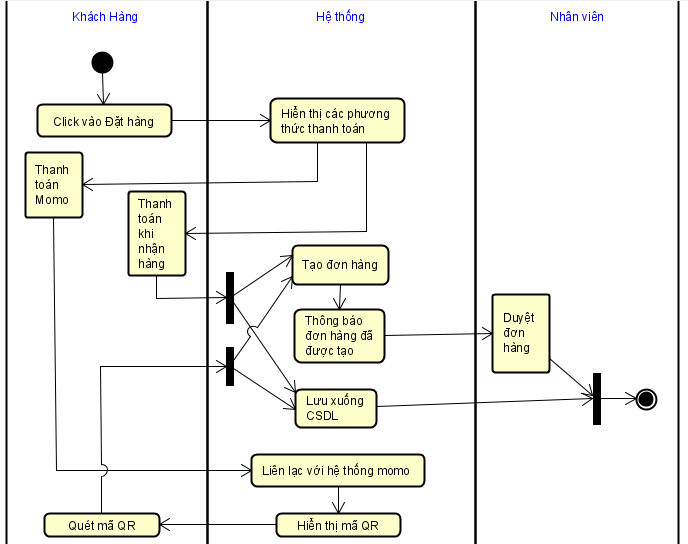 Khách Hàng
Hệ thống
Nhân viên
Click vào Đặt hàng
Hiển thị các phương
thức thanh toán
Thanh
toán
Momo
Thanh
toán
khi
nhận
hàng
Tạo đơn hàng
Thông báo
đơn hàng đã
được tạo
Duyệt
đơn
hàng
Lưu xuống
CSDL
Liên lạc với hệ thống momo
Quét mã QR
Hiển thị mã QR